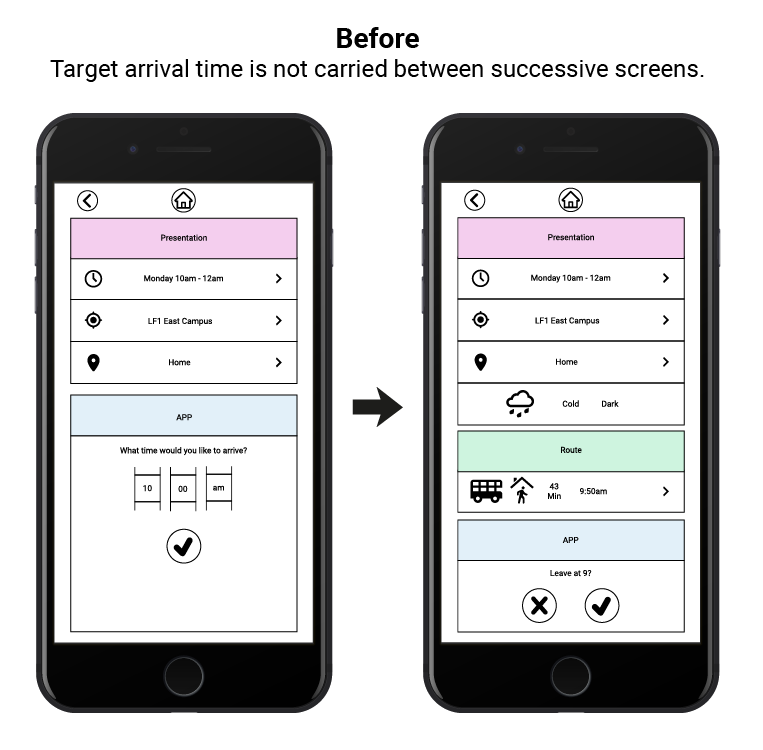 Before
Target arrival time is not carried between successive screens.
Presentation
Monday 10am - 12am
LF1 East Campus
Home
APP
What time would you like to arrive?
10 00 am
Presentation
Monday 10am - 12am
LF1 East Campus
Home
Cold Dark
Route
43
Min
9:50am
APP
Leave at 9?